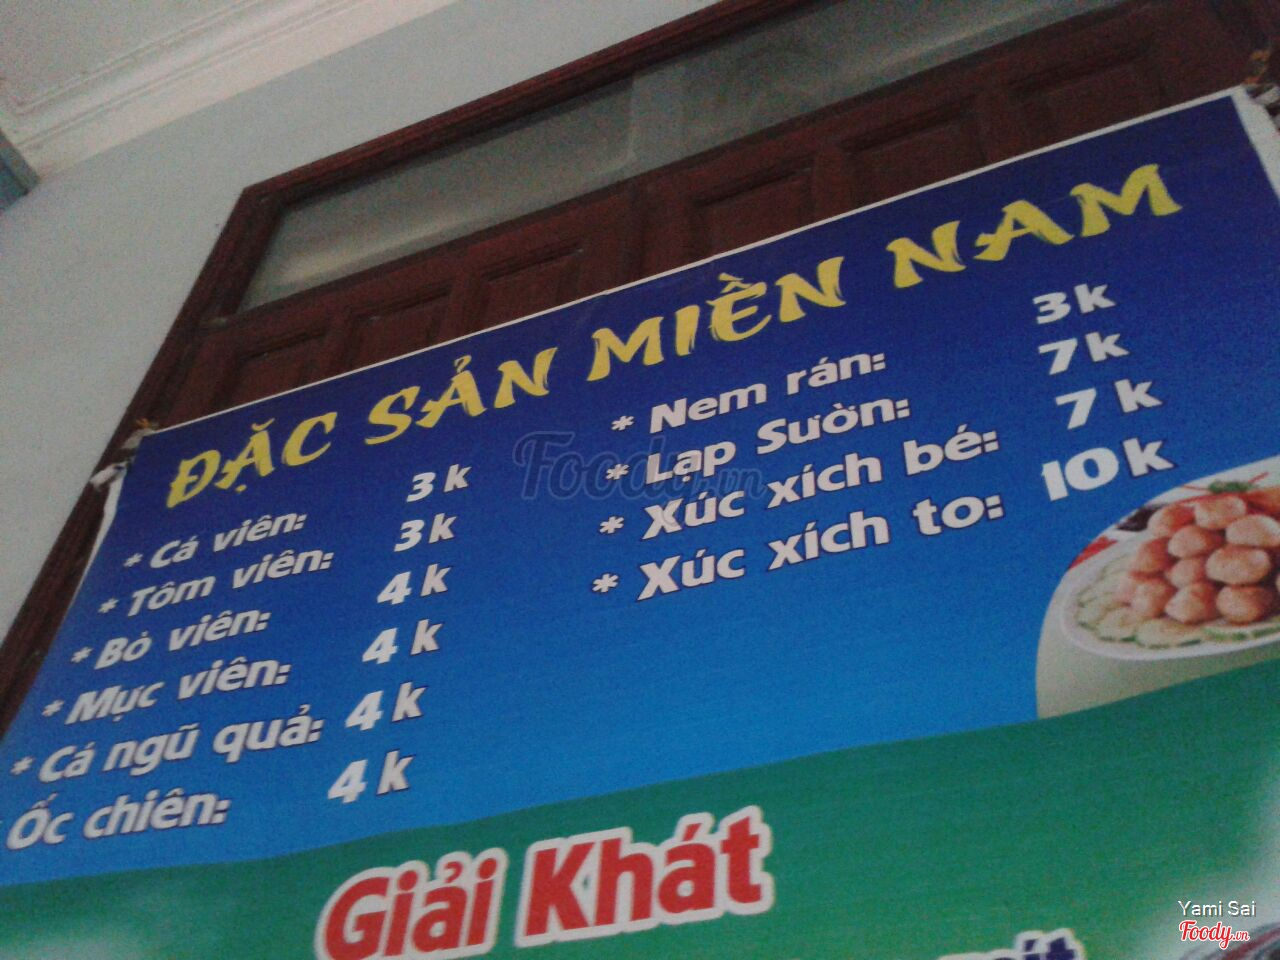 ĐẶC SẢN MIỀN NAM
* Cá viên: 3k
* Tôm viên: 3k
* Bò viên: 4k
* Mực viên: 4k
* Cá ngũ quả: 4k
* Ốc chiên: 4k
* Nem rán: 3k
* Lạp Sườn: 7k
* Xúc xích bé: 7k
* Xúc xích to: 10k
Giải Khát
Foody.vn
Yami Sai
Foody.vn